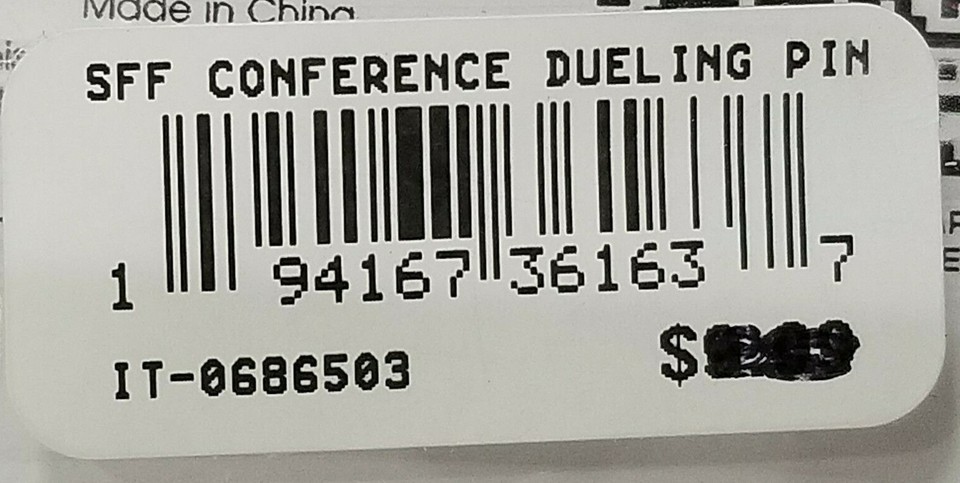 Made in China
SFF CONFERENCE DUELING PIN
1 94167 36163 7
IT-0686503
$